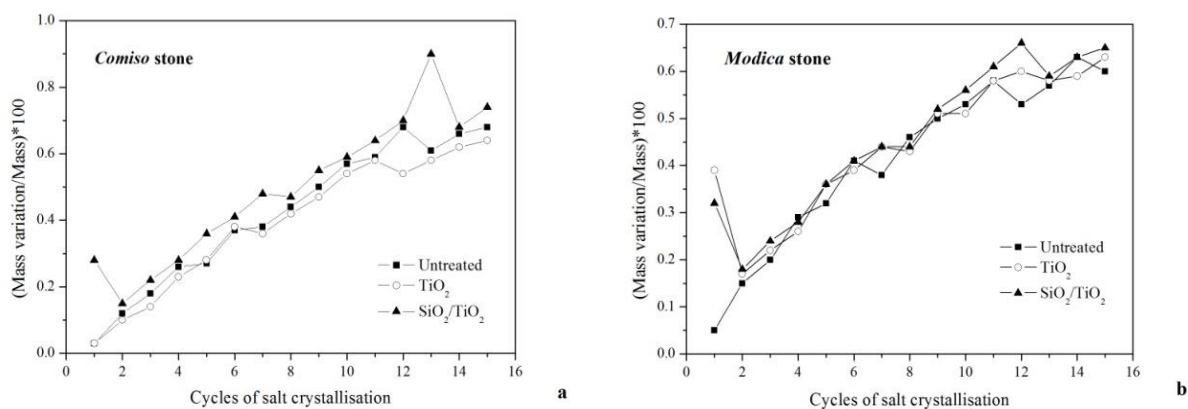 1.0
0.8
0.6
0.4
0.2
0.0
0 2 4 6 8 10 12 14 16
(Mass variation/Mass)*100
Comiso stone
Untreated
TiO₂
SiO₂/TiO₂
Cycles of salt crystallisation
a
0.7
0.6
0.5
0.4
0.3
0.2
0.1
0.0
0 2 4 6 8 10 12 14 16
(Mass variation/Mass)*100
Modica stone
Untreated
TiO₂
SiO₂/TiO₂
Cycles of salt crystallisation
b